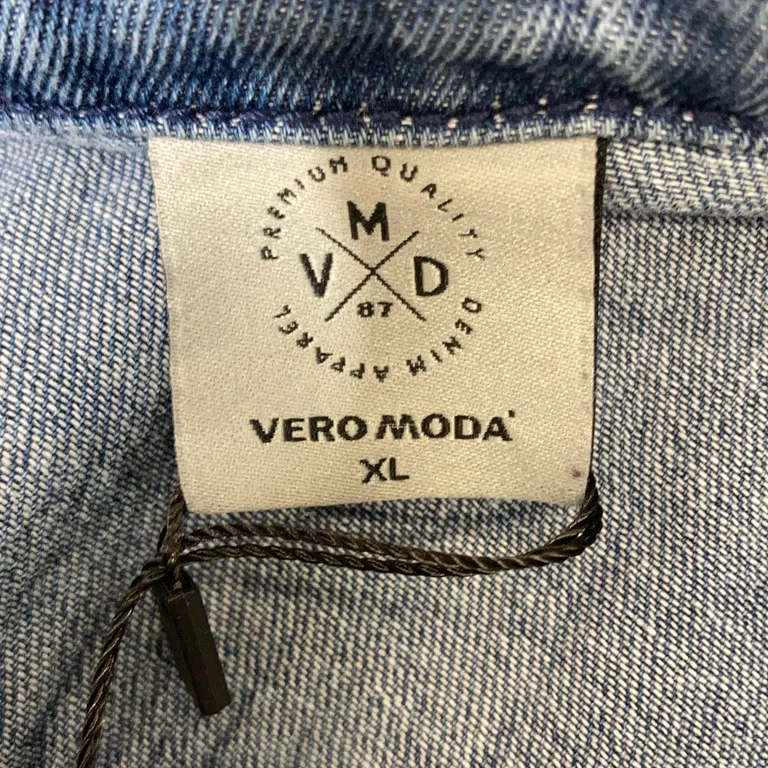 PREMIUM QUALITY
M
V D
87
DENIM APPAREL
VERO MODA
XL